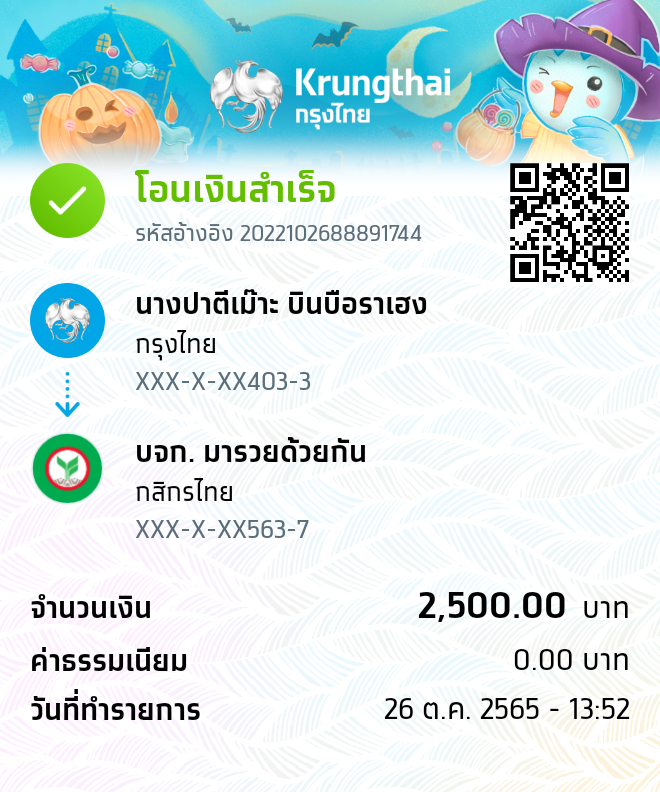 Krungthai
กรุงไทย
โอนเงินสำเร็จ
รหัสอ้างอิง 2022102688891744
นางปาตีเม๊าะ บินบือราเฮง
กรุงไทย
XXX-X-XX403-3
บจก. มารวยด้วยกัน
กสิกรไทย
XXX-X-XX563-7
จำนวนเงิน 2,500.00 บาท
ค่าธรรมเนียม 0.00 บาท
วันที่ทำรายการ 26 ต.ค. 2565 - 13:52